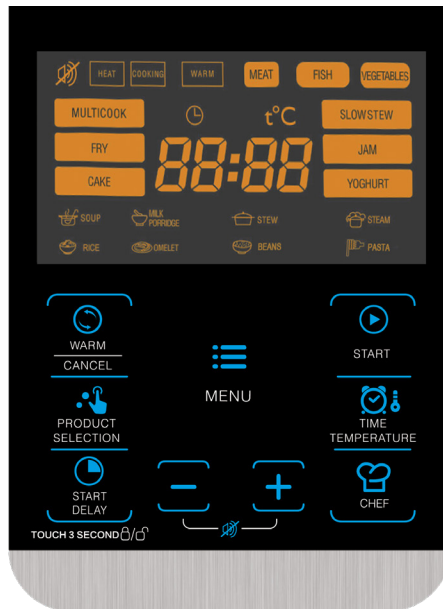 HEAT COOKING WARM MEAT FISH VEGETABLES
MULTICOOK t°C SLOWSTEW
FRY 88:88 JAM
CAKE YOGHURT
SOUP MILK PORRIDGE STEW STEAM
RICE OMELET BEANS PASTA
WARM
CANCEL
START
MENU
PRODUCT
SELECTION
TIME
TEMPERATURE
START
DELAY
− +
CHEF
TOUCH 3 SECOND /